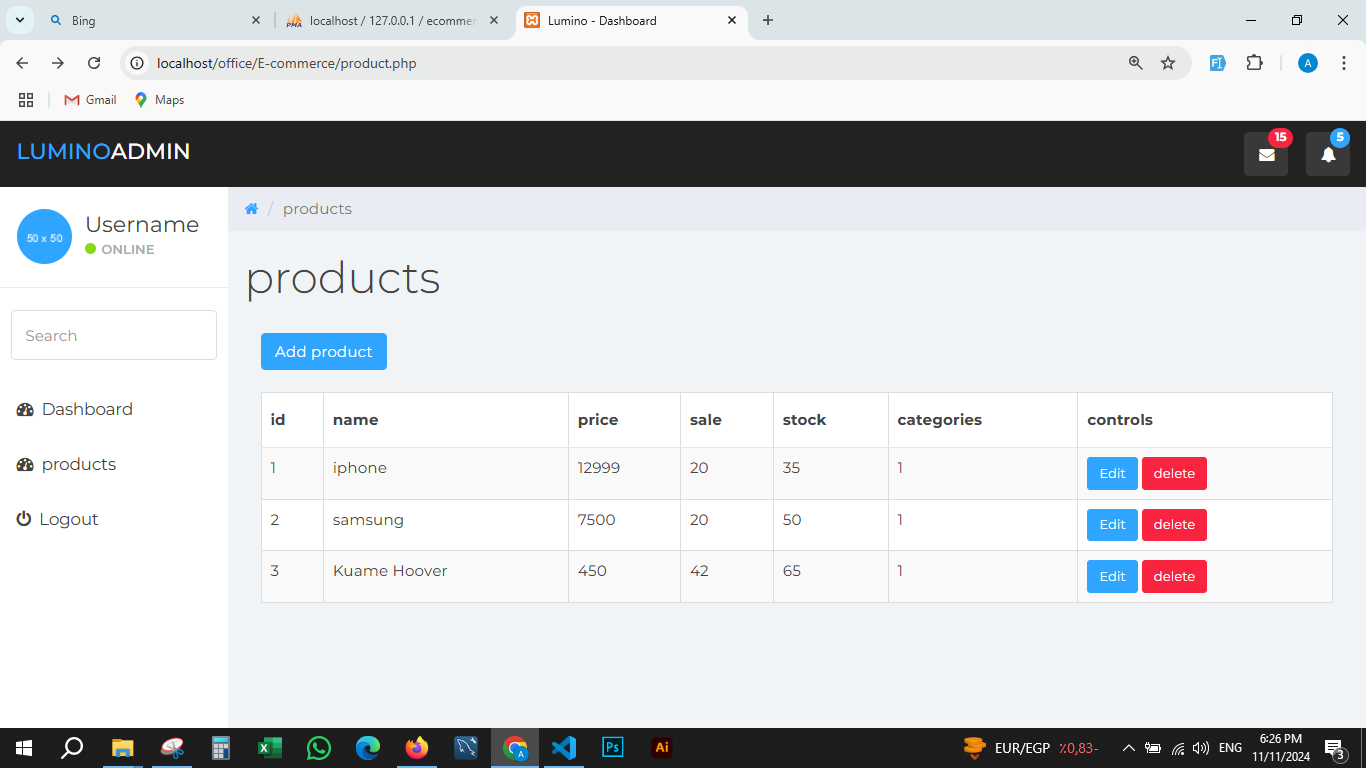 Bing
localhost / 127.0.0.1 / ecommer
Lumino - Dashboard
localhost/office/E-commerce/product.php
A
Gmail
Maps
LUMINOADMIN
15
5
50 x 50
Username
ONLINE
Search
Dashboard
products
Logout
products
products
Add product
id name price sale stock categories controls
1 iphone 12999 20 35 1 Edit delete
2 samsung 7500 20 50 1 Edit delete
3 Kuame Hoover 450 42 65 1 Edit delete
Ps
Ai
EUR/EGP
٪0,83-
ENG
6:26 PM
11/11/2024
3